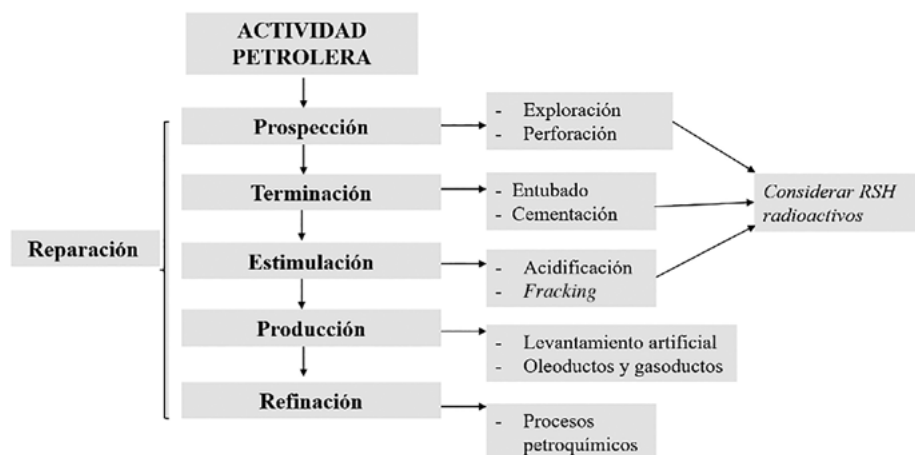 ACTIVIDAD
PETROLERA
Prospección
- Exploración
- Perforación
Terminación
- Entubado
- Cementación
Considerar RSH
radioactivos
Reparación
Estimulación
- Acidificación
- Fracking
Producción
- Levantamiento artificial
- Oleoductos y gasoductos
Refinación
- Procesos
petroquímicos